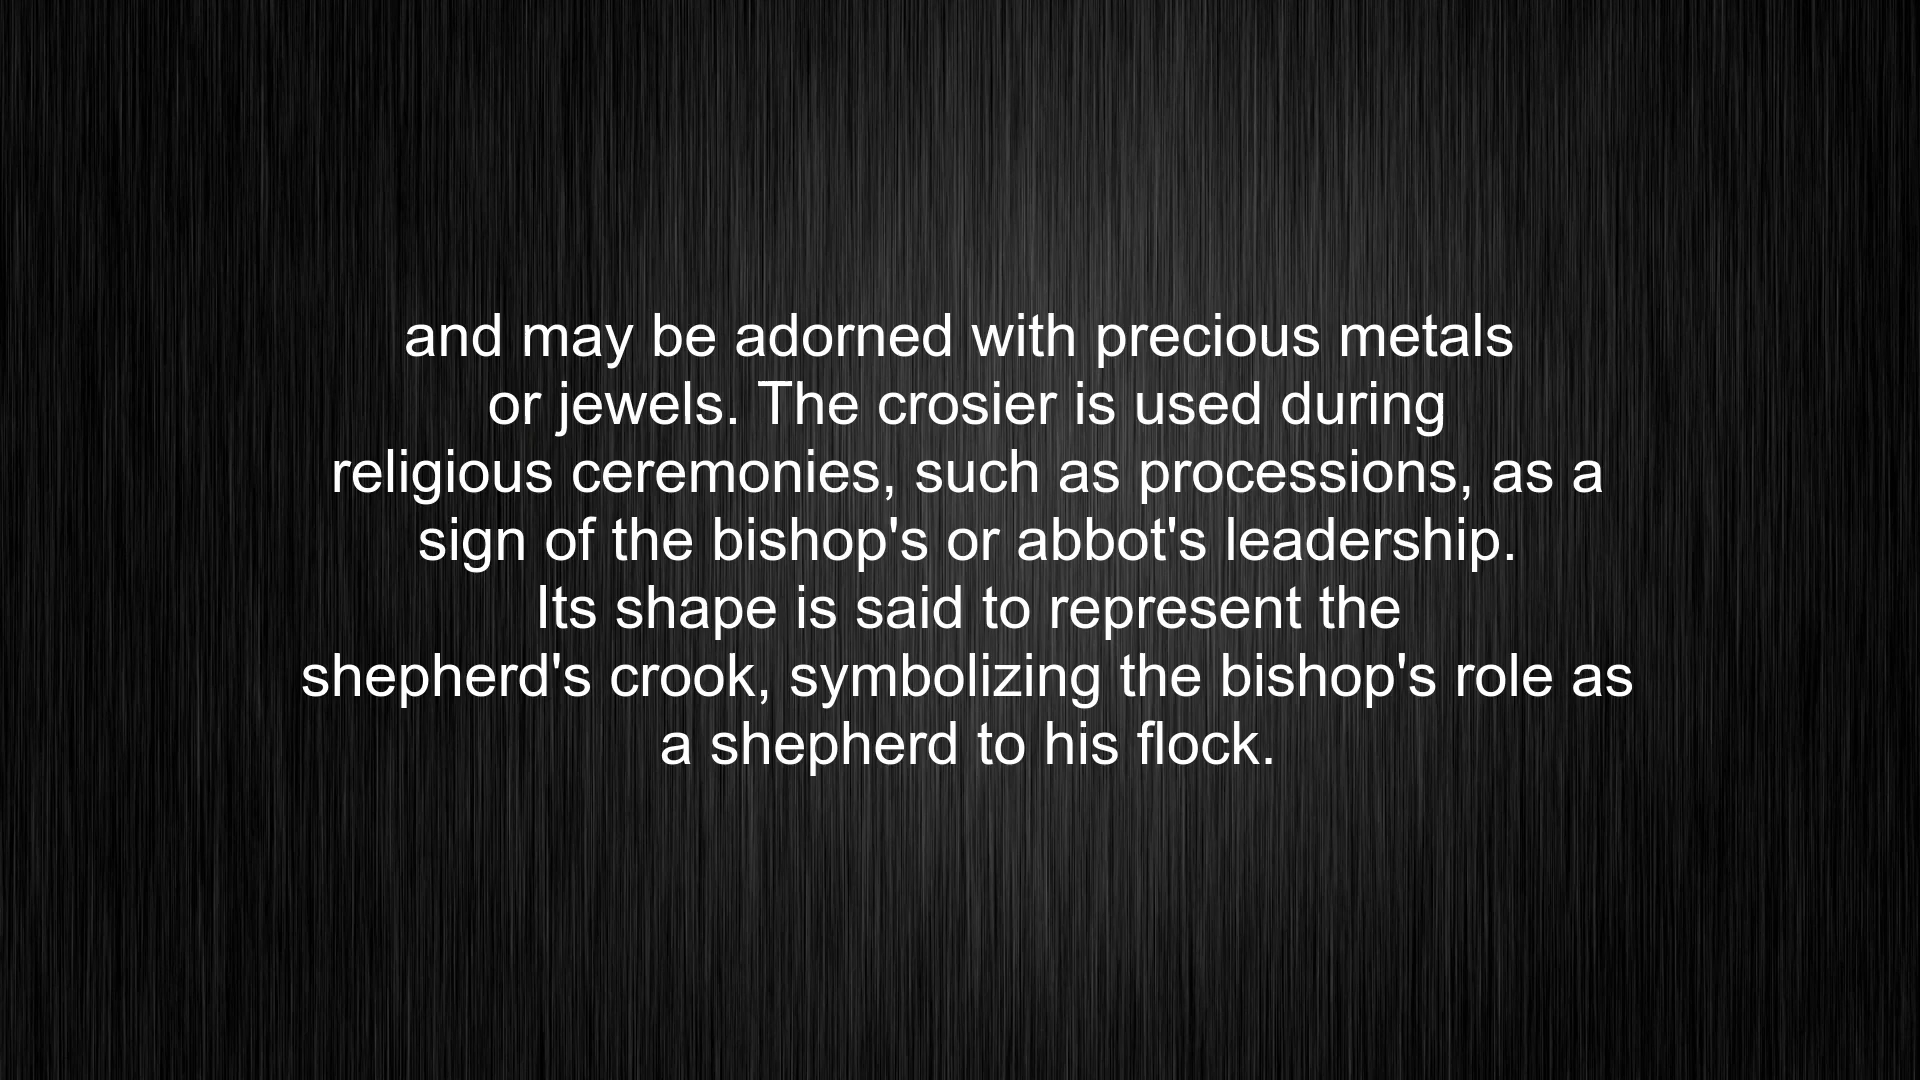 and may be adorned with precious metals
or jewels. The crosier is used during
religious ceremonies, such as processions, as a
sign of the bishop's or abbot's leadership.
Its shape is said to represent the
shepherd's crook, symbolizing the bishop's role as
a shepherd to his flock.